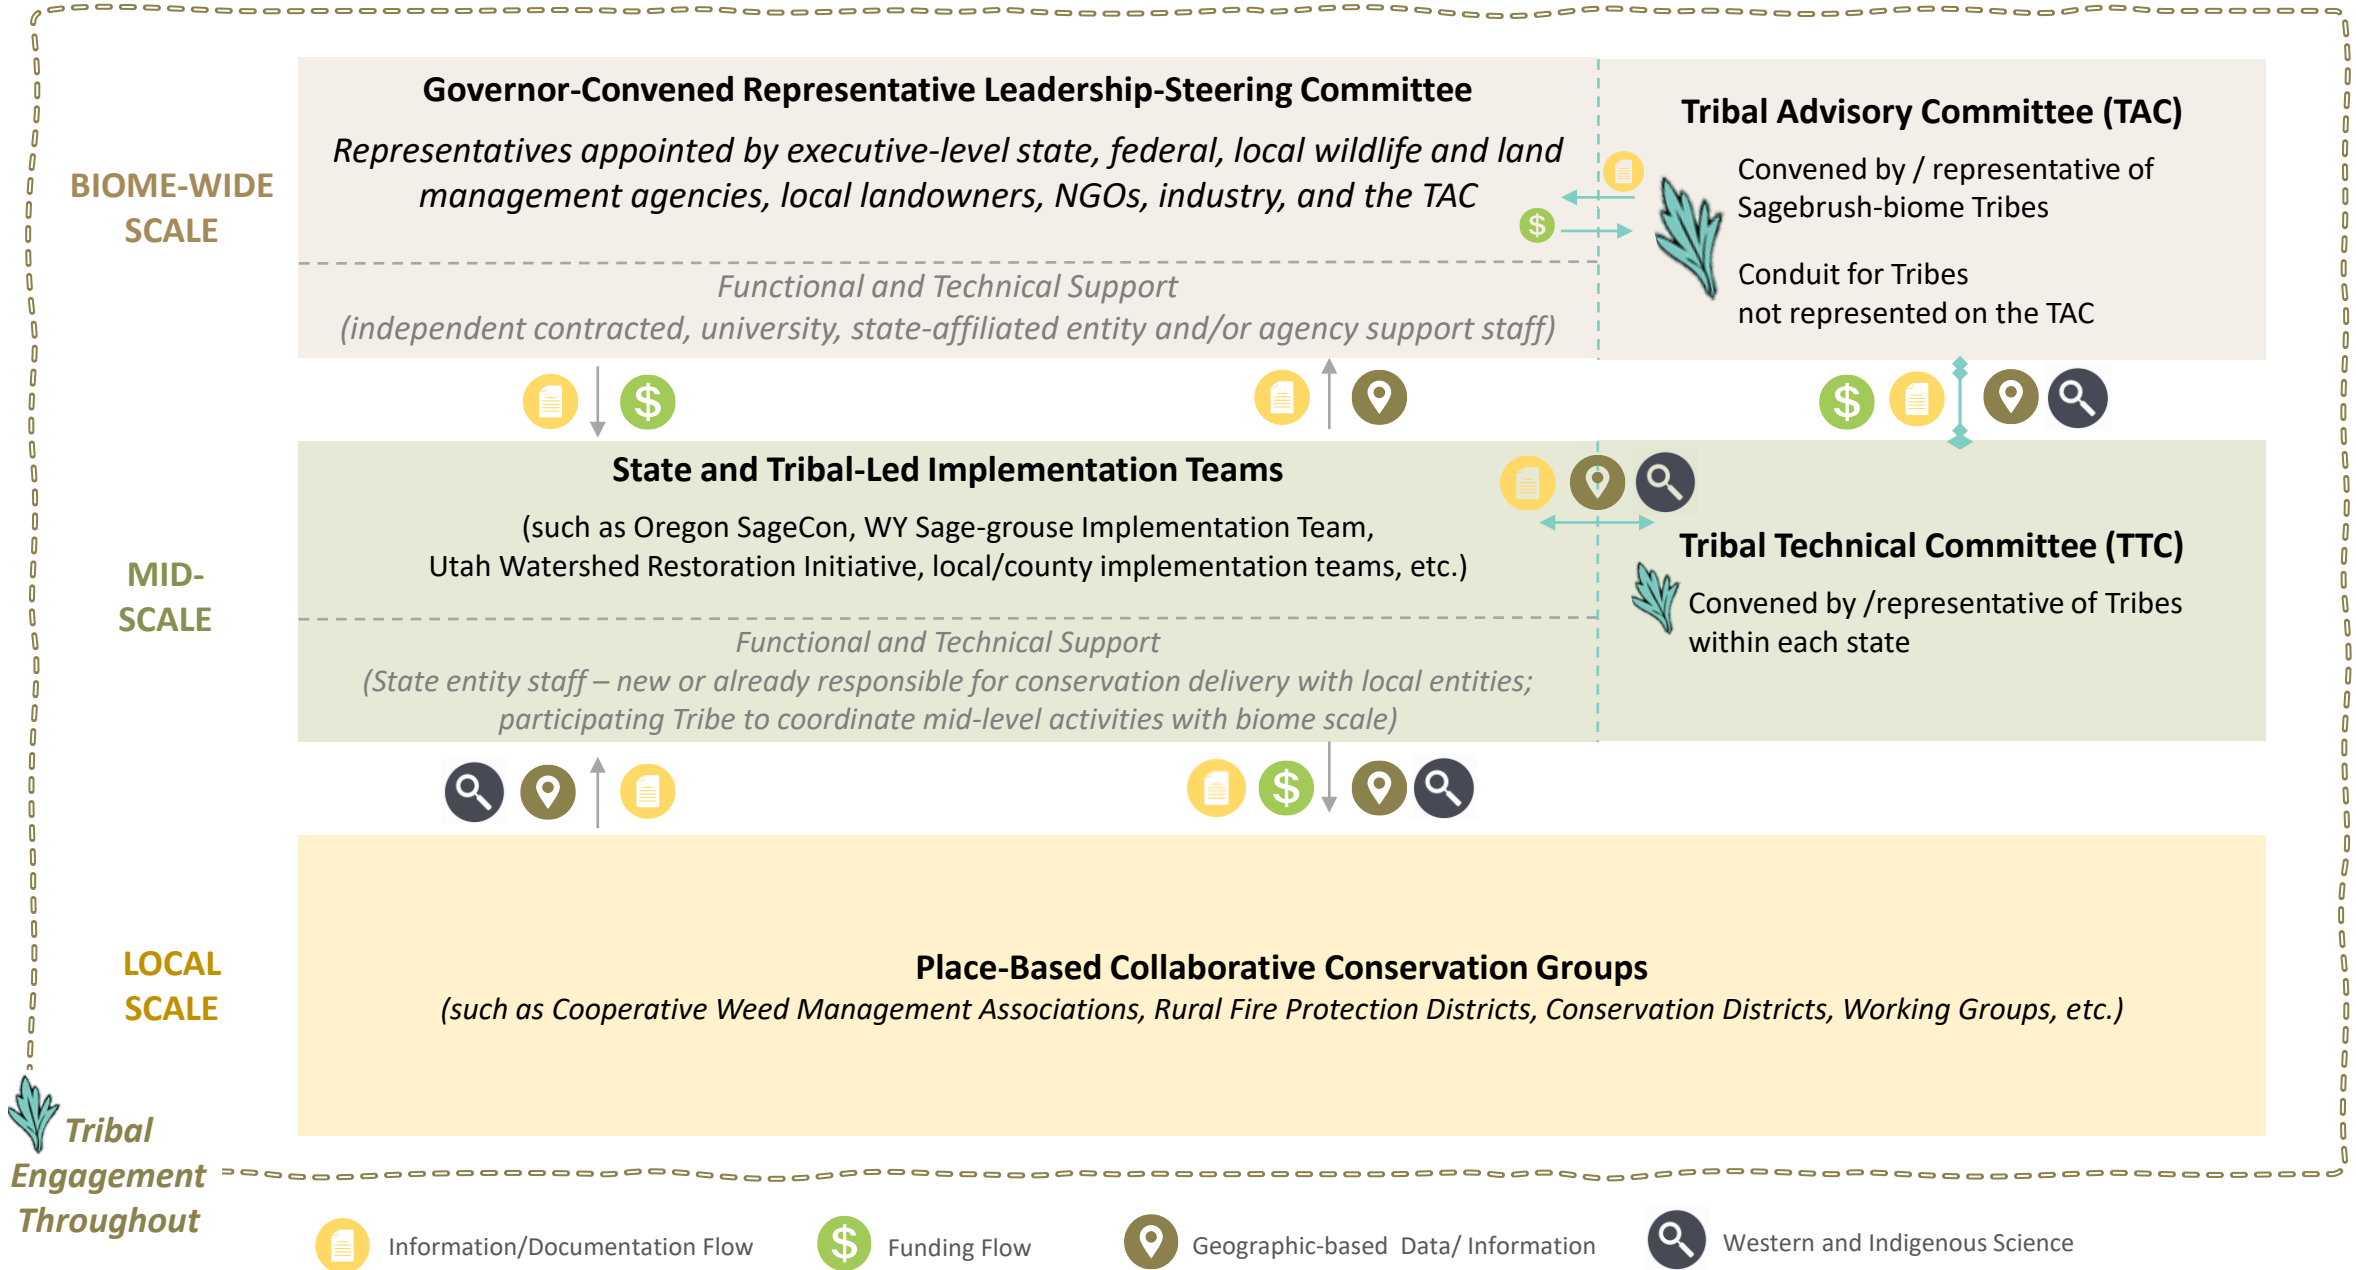 Governor-Convened Representative Leadership-Steering Committee
Representatives appointed by executive-level state, federal, local wildlife and land
management agencies, local landowners, NGOs, industry, and the TAC
BIOME-WIDE
SCALE
Functional and Technical Support
(independent contracted, university, state-affiliated entity and/or agency support staff)
Tribal Advisory Committee (TAC)
Convened by / representative of
Sagebrush-biome Tribes
Conduit for Tribes
not represented on the TAC
$
$
$
State and Tribal-Led Implementation Teams
(such as Oregon SageCon, WY Sage-grouse Implementation Team,
Utah Watershed Restoration Initiative, local/county implementation teams, etc.)
MID-
SCALE
Functional and Technical Support
(State entity staff – new or already responsible for conservation delivery with local entities;
participating Tribe to coordinate mid-level activities with biome scale)
Tribal Technical Committee (TTC)
Convened by /representative of Tribes
within each state
$
LOCAL
SCALE
Place-Based Collaborative Conservation Groups
(such as Cooperative Weed Management Associations, Rural Fire Protection Districts, Conservation Districts, Working Groups, etc.)
Tribal
Engagement
Throughout
Information/Documentation Flow
$
Funding Flow
Geographic-based Data/ Information
Western and Indigenous Science